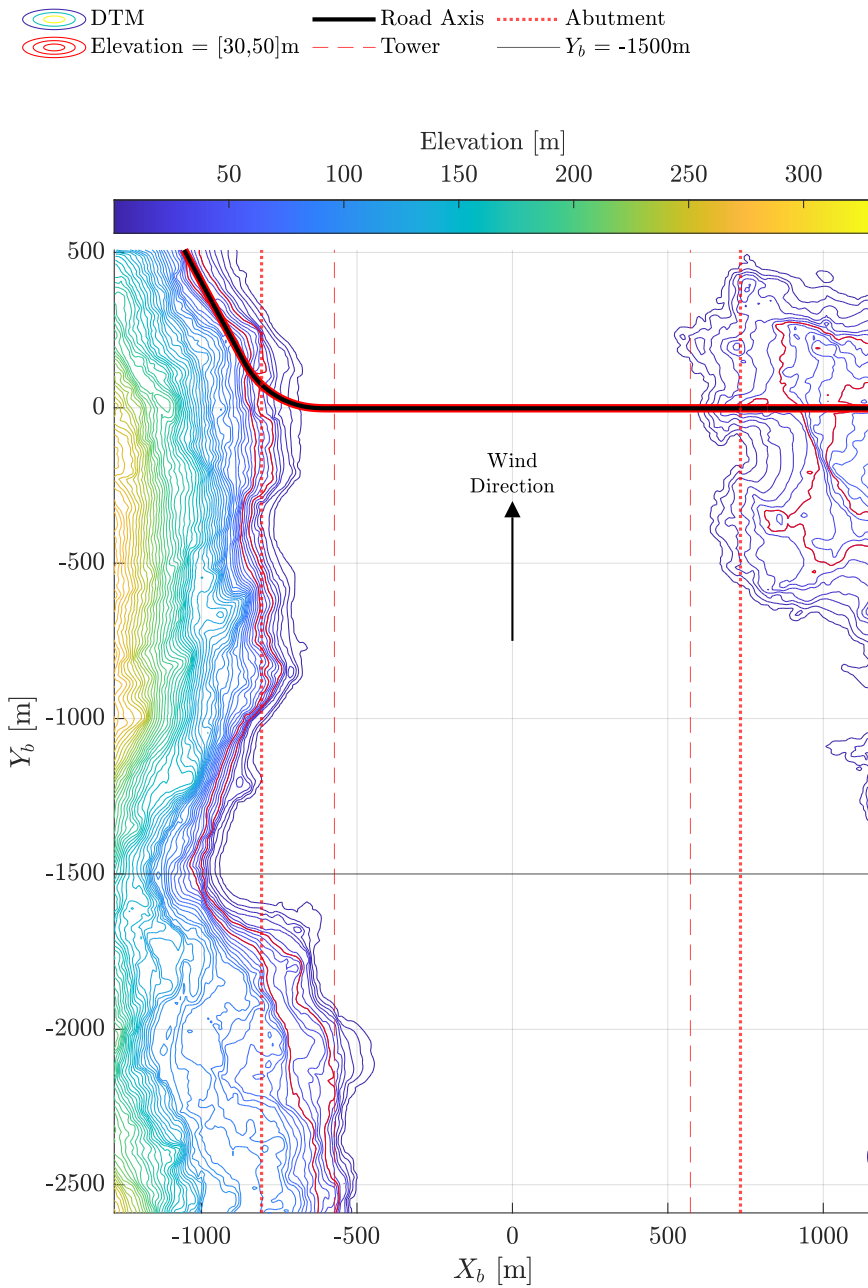 DTM Road Axis Abutment
Elevation = [30,50]m Tower Y_b = -1500m
Elevation [m]
50 100 150 200 250 300
500
0
Wind
Direction
-500
-1000
Y_b [m]
-1500
-2000
-2500
-1000 -500 0 500 1000
X_b [m]